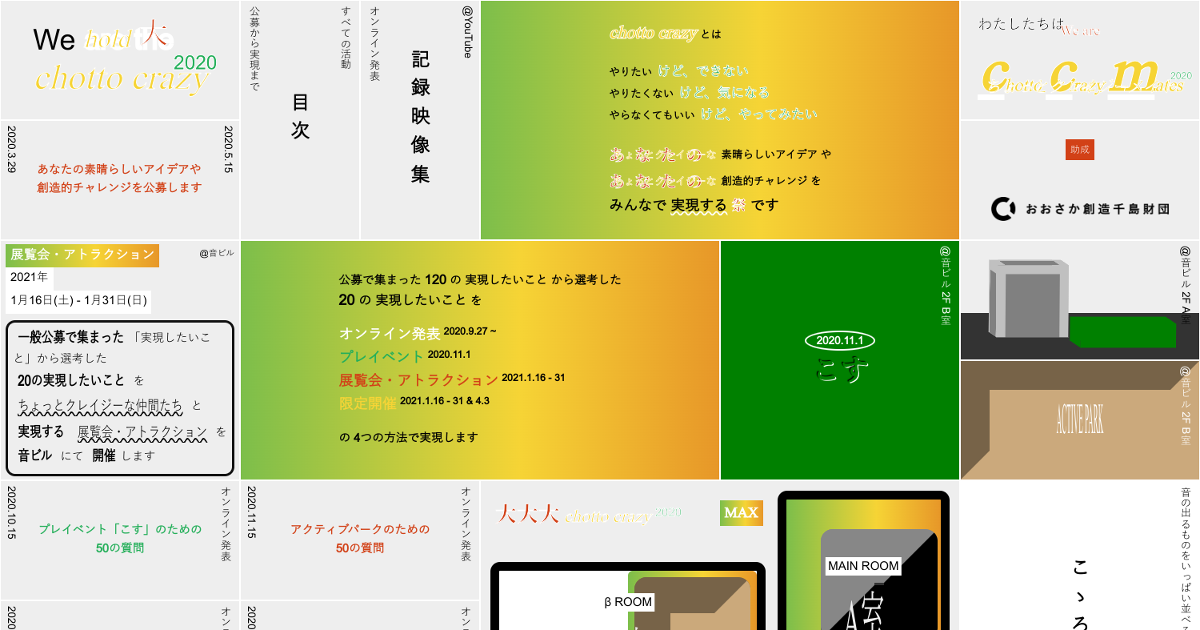 We hold the 大
2020
chotto crazy
2020.3.29
2020.5.15
あなたの素晴らしいアイデアや
創造的チャレンジを公募します
公募から実現まで
すべての活動
目次
オンライン発表
@YouTube
記録映像集
chotto crazy とは
やりたい けど、できない
やりたくない けど、気になる
やらなくてもいい けど、やってみたい
素晴らしいアイデア や
創造的チャレンジ を
みんなで 実現する 祭 です
わたしたちは
We are
Chotto Crazy mates
2020
助成
おおさか創造千島財団
展覧会・アトラクション
@音ビル
2021年
1月16日(土) - 1月31日(日)
一般公募で集まった 「実現したいこ
と」から選考した
20の実現したいこと を
ちょっとクレイジーな仲間たち と
実現する 展覧会・アトラクション を
音ビル にて 開催 します
公募で集まった 120 の 実現したいこと から選考した
20 の 実現したいこと を
オンライン発表 2020.9.27 ~
プレイベント 2020.11.1
展覧会・アトラクション 2021.1.16 - 31
限定開催 2021.1.16 - 31 & 4.3
の 4つの方法で実現します
@音ビル 2F B室
2020.11.1
こす
@音ビル 2F A室
@音ビル 2F B室
ACTIVE PARK
2020.10.15
オンライン発表
プレイベント「こす」のための
50の質問
2020.11.15
オンライン発表
アクティブパークのための
50の質問
大大大 chotto crazy 2020
MAX
MAIN ROOM
A室
β ROOM
音の出るものをいっぱい並べる
こゝろ
2020
オンラ
2020
オンラ